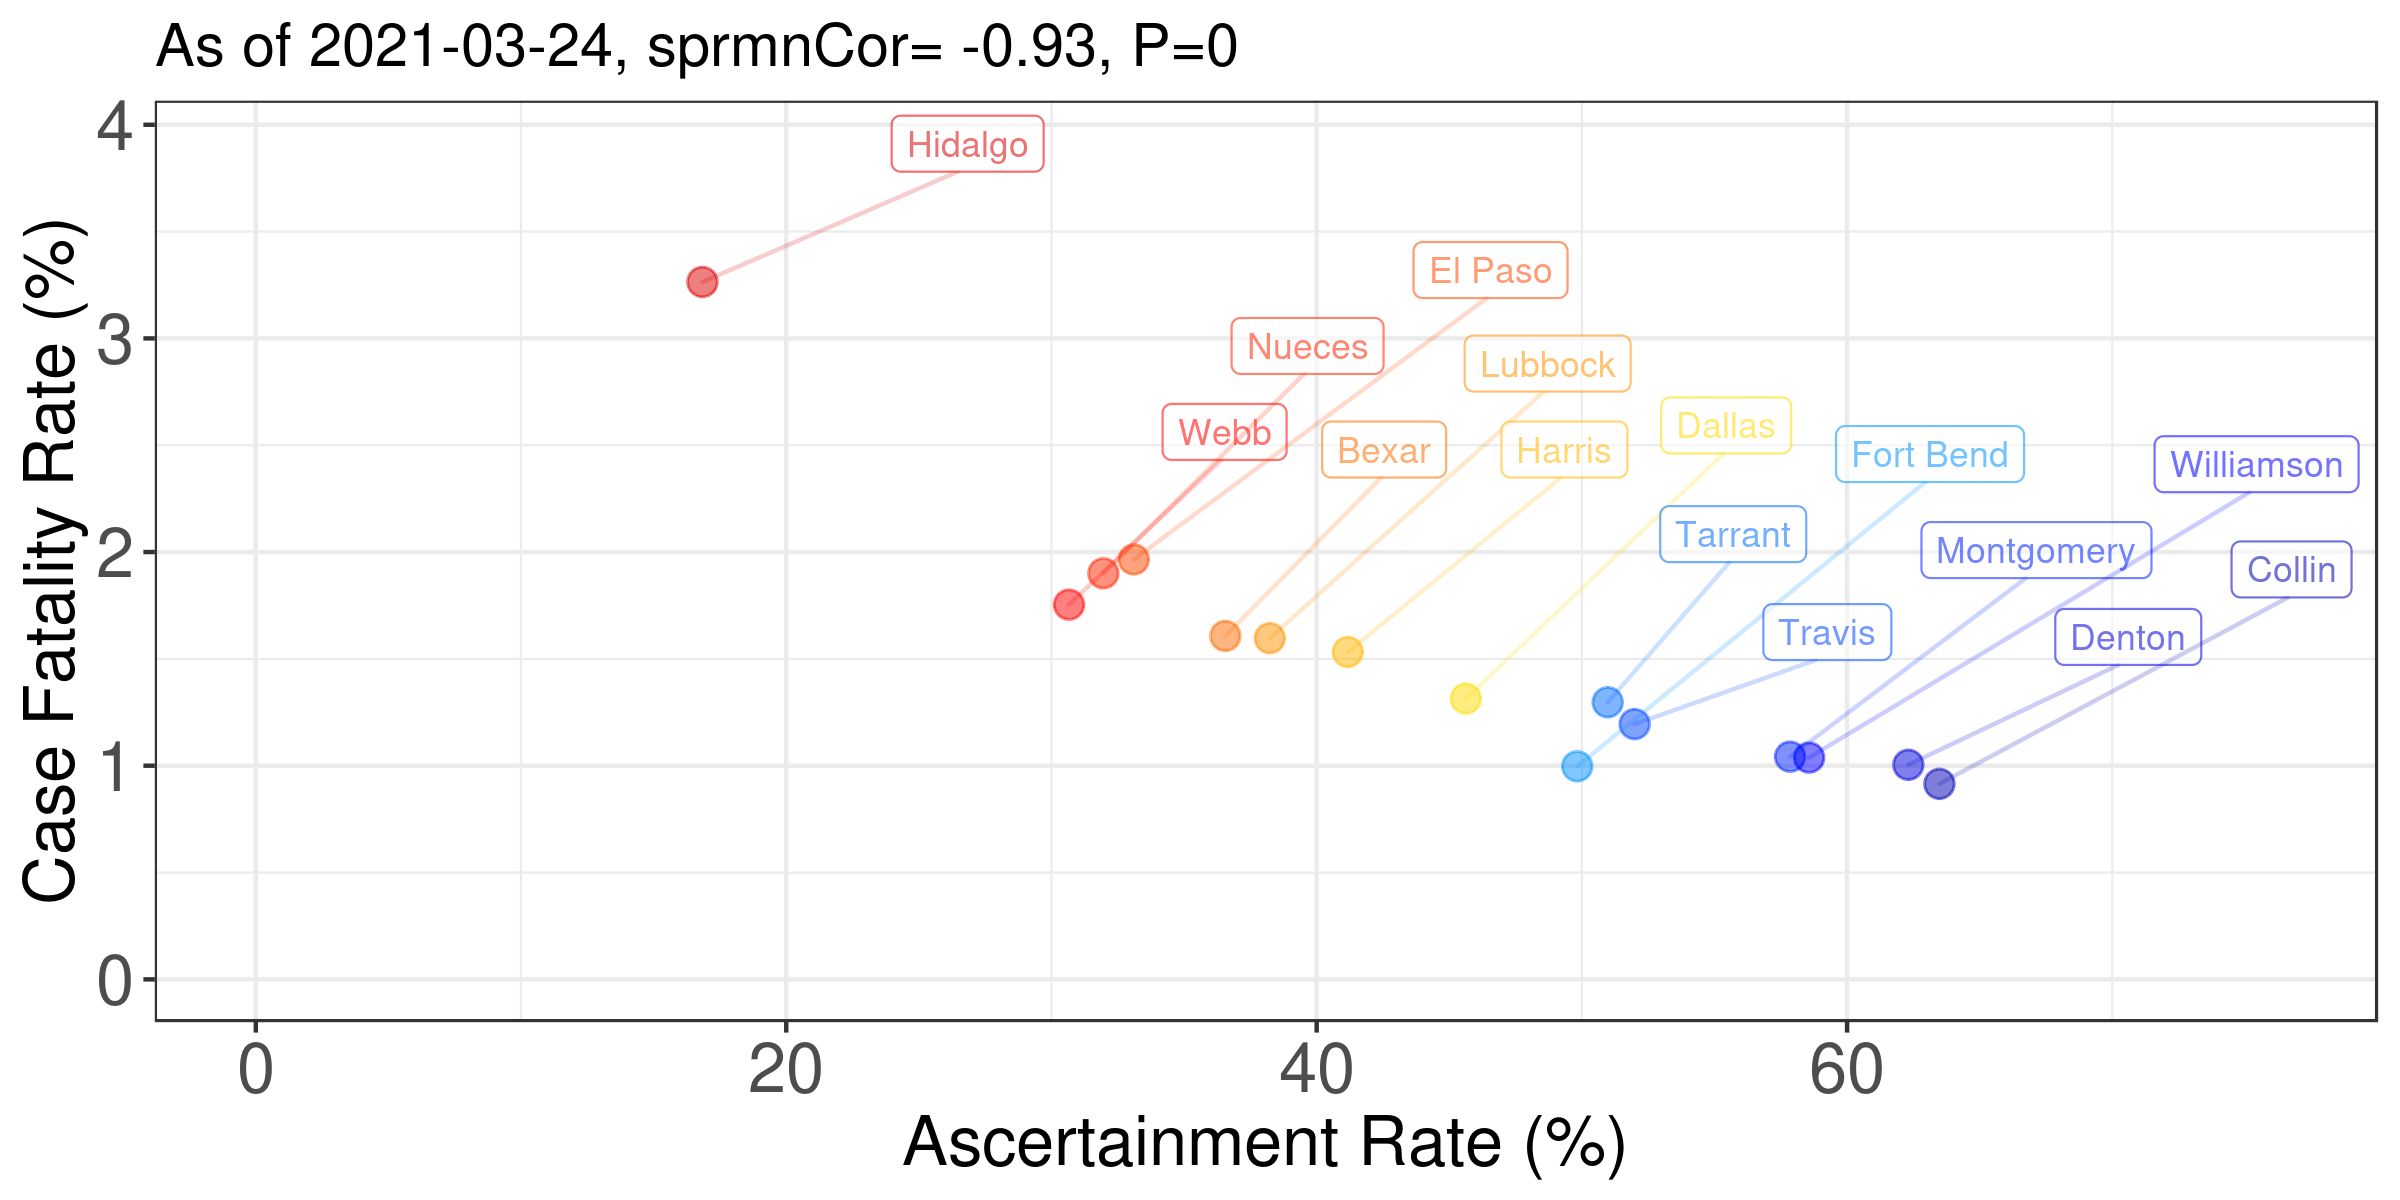 As of 2021-03-24, sprmnCor= -0.93, P=0
Case Fatality Rate (%)
4
3
2
1
0
Hidalgo
El Paso
Nueces
Lubbock
Webb
Bexar
Harris
Dallas
Fort Bend
Williamson
Tarrant
Montgomery
Collin
Travis
Denton
0 20 40 60
Ascertainment Rate (%)